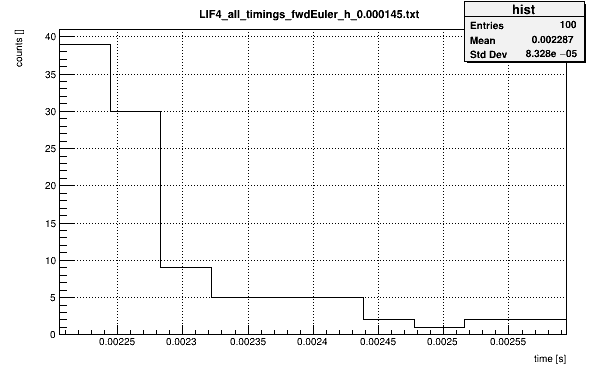 LIF4_all_timings_fwdEuler_h_0.000145.txt
hist
Entries 100
Mean 0.002287
Std Dev 8.328e −05
counts []
40
35
30
25
20
15
10
5
0
0.00225 0.0023 0.00235 0.0024 0.00245 0.0025 0.00255
time [s]